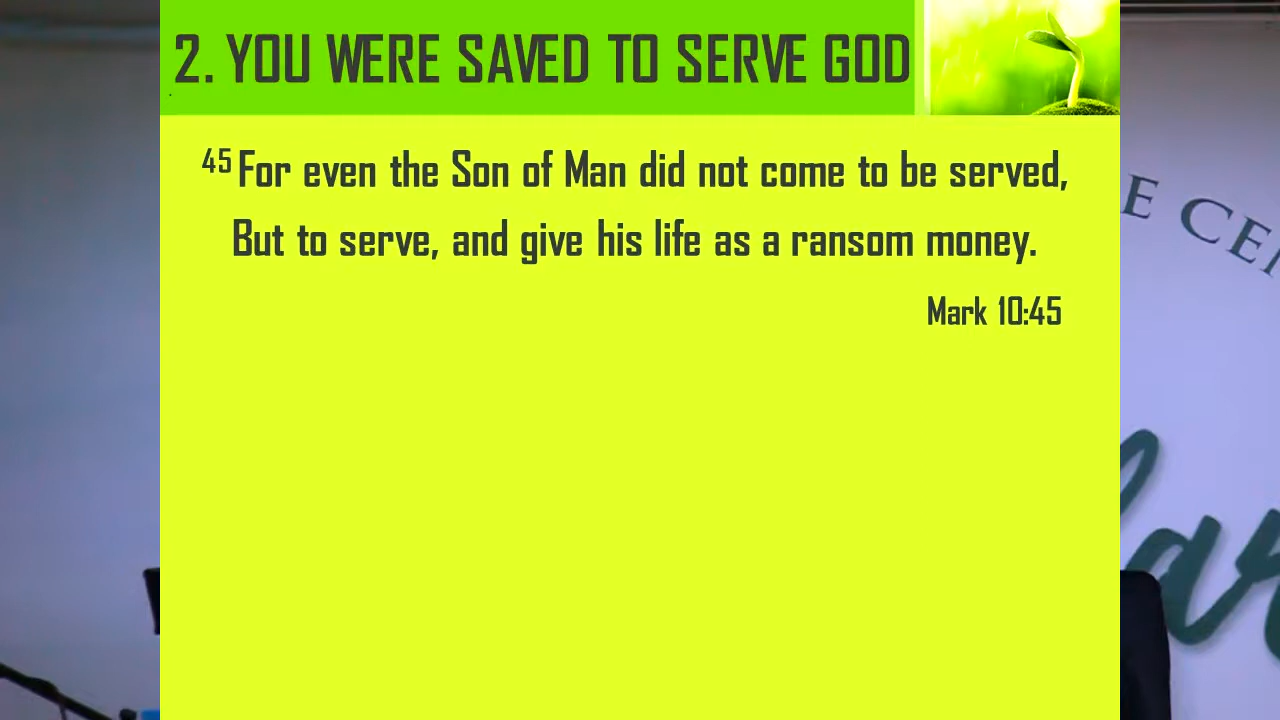 2. YOU WERE SAVED TO SERVE GOD
45 For even the Son of Man did not come to be served,
But to serve, and give his life as a ransom money.
Mark 10:45
E CE